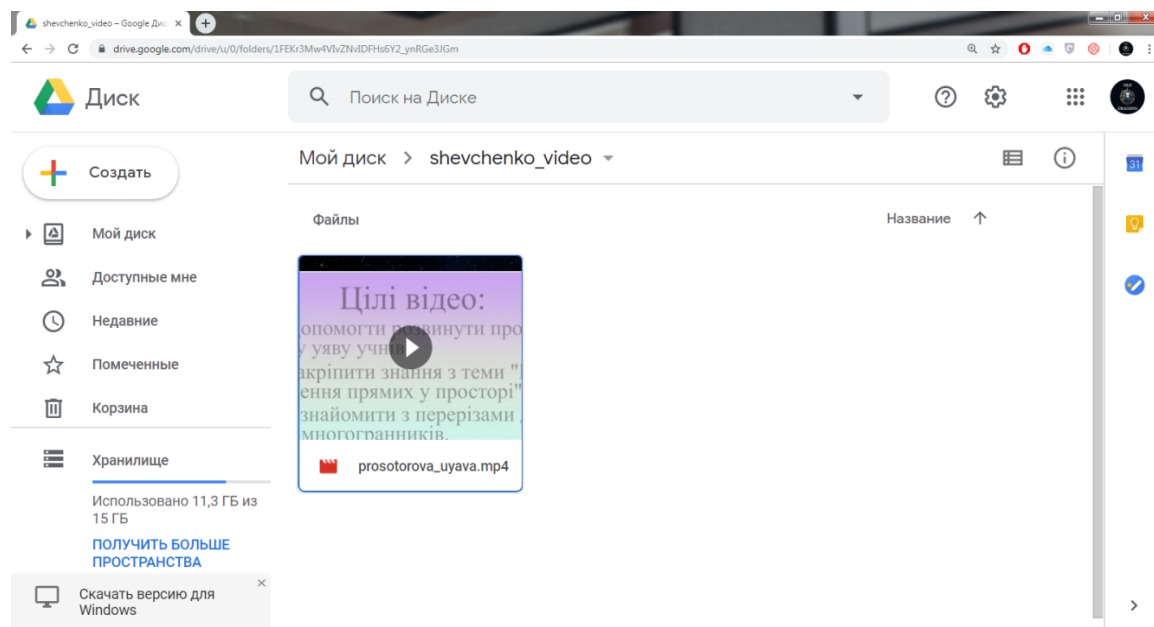 shevchenko_video – Google Диск
drive.google.com/drive/u/0/folders/1FEKr3Mw4VIvZNvIDFHs6Y2_ynRGe3JGm
Диск
Поиск на Диске
Создать
Мой диск > shevchenko_video
31
Файлы
Название
Мой диск
Доступные мне
Недавние
Помеченные
Корзина
Хранилище
Использовано 11,3 ГБ из
15 ГБ
ПОЛУЧИТЬ БОЛЬШЕ
ПРОСТРАНСТВА
Скачать версию для
Windows
Цілі відео:
опомогти розвинути про
у уяву учнів
акріпити знання з теми "
ення прямих у просторі"
знайомити з перерізами
многогранників.
prosotorova_uyava.mp4